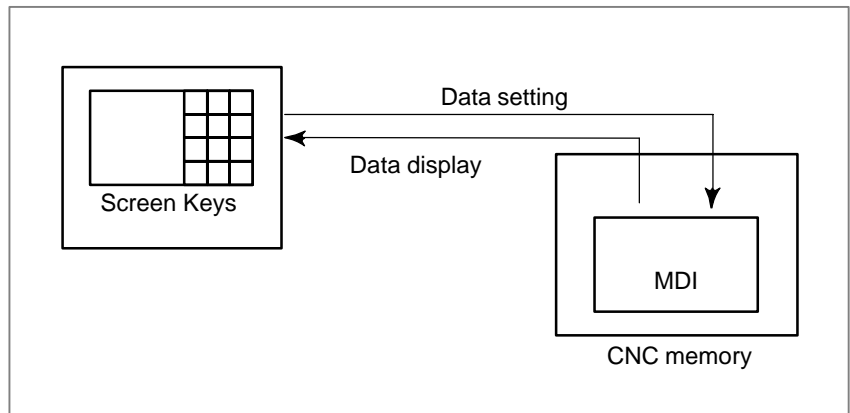 Data setting
Data display
Screen Keys
MDI
CNC memory